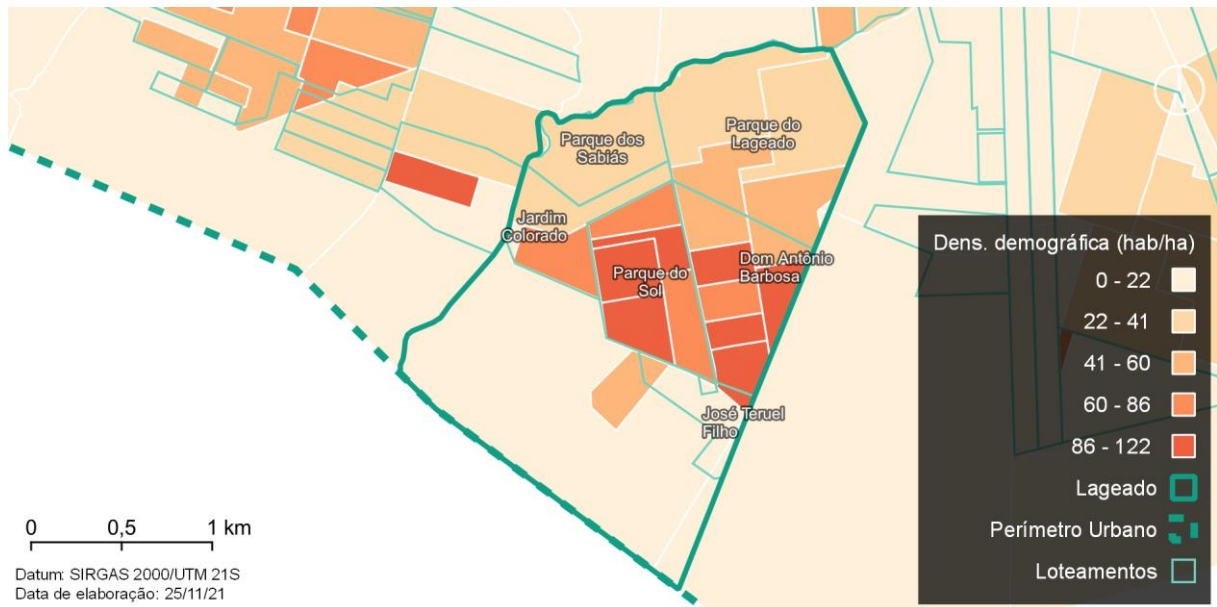 Parque dos
Sabiás
Parque do
Lageado
Jardim
Colorado
Parque do
Sol
Dom Antônio
Barbosa
José Teruel
Filho
Dens. demográfica (hab/ha)
0 - 22
22 - 41
41 - 60
60 - 86
86 - 122
Lageado
Perímetro Urbano
Loteamentos
0 0,5 1 km
Datum: SIRGAS 2000/UTM 21S
Data de elaboração: 25/11/21